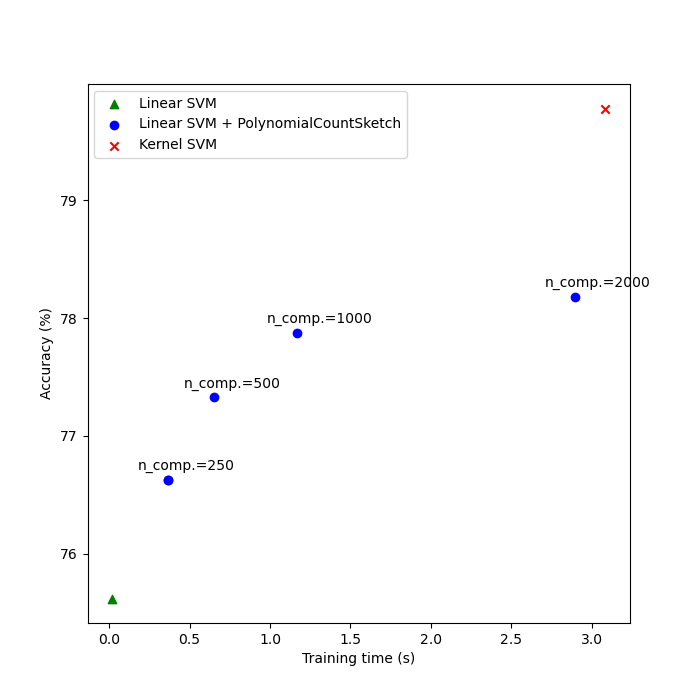 Linear SVM
Linear SVM + PolynomialCountSketch
Kernel SVM
79
78
77
76
Accuracy (%)
n_comp.=2000
n_comp.=1000
n_comp.=500
n_comp.=250
0.0 0.5 1.0 1.5 2.0 2.5 3.0
Training time (s)